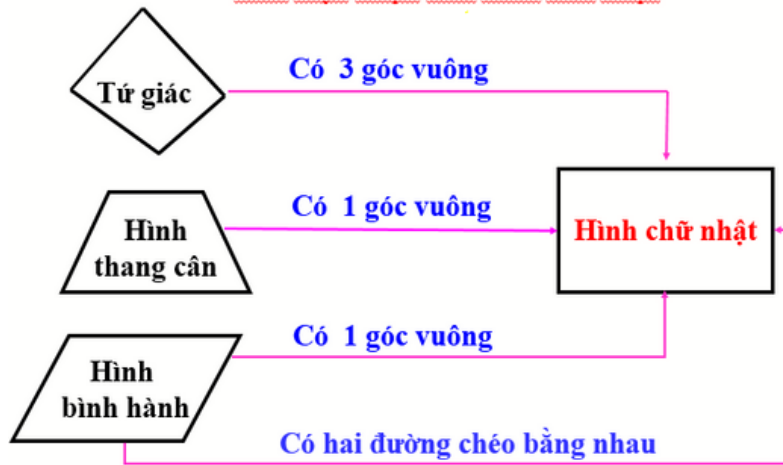 Có 3 góc vuông
Tứ giác
Có 1 góc vuông
Hình
thang cân
Hình chữ nhật
Có 1 góc vuông
Hình
bình hành
Có hai đường chéo bằng nhau